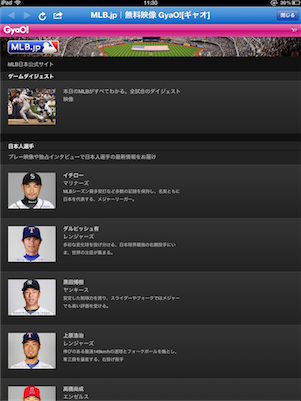 iPad
11:30
39%
MLB.jp｜無料映像 GyaO![ギャオ]
閉じる
GyaO!
MLB.jp
MLB日本公式サイト
ゲームダイジェスト
本日のMLBがすべてわかる。全試合のダイジェスト
映像
日本人選手
プレー映像や独占インタビューで日本人の最新情報をお届け
イチロー
マリナーズ
MLBシーズン最多安打など多数の記録を保持し、名実ともに
日本を代表する、メジャーリーガー。
ダルビッシュ有
レンジャーズ
多彩な変化球を投げ分ける、日本球界最強の右腕投手にい
ま、世界の注目が集まる。
黒田博樹
ヤンキース
安定した制球力を誇り、スライダーやフォークではメジャー
でも高い評価を受ける。
上原浩治
レンジャーズ
伸びのある最速149km/hの速球とフォークボールを軸とし、
奪三振を量産する、右投げ投手
高橋尚成
エンゼルス